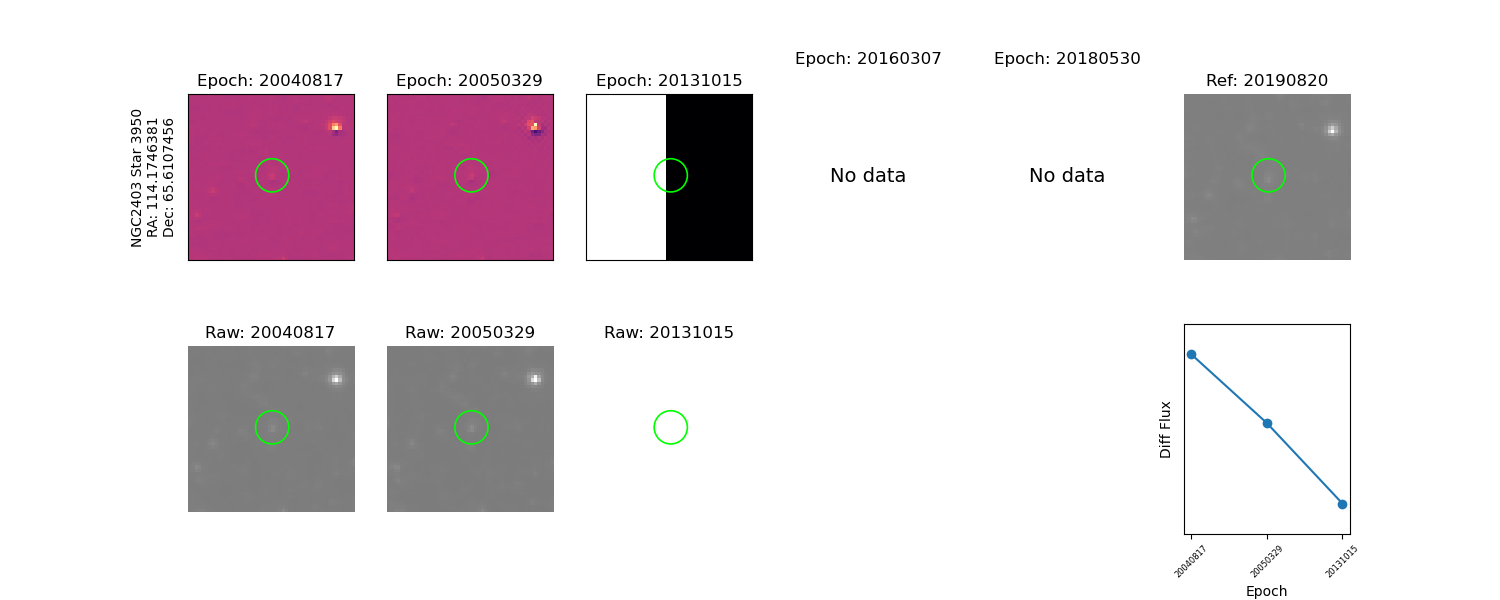 Epoch: 20040817
Epoch: 20050329
Epoch: 20131015
Epoch: 20160307
Epoch: 20180530
Ref: 20190820
NGC2403 Star 3950
RA: 114.1746381
Dec: 65.6107456
No data
No data
Raw: 20040817
Raw: 20050329
Raw: 20131015
Diff Flux
20040817
20050329
20131015
Epoch